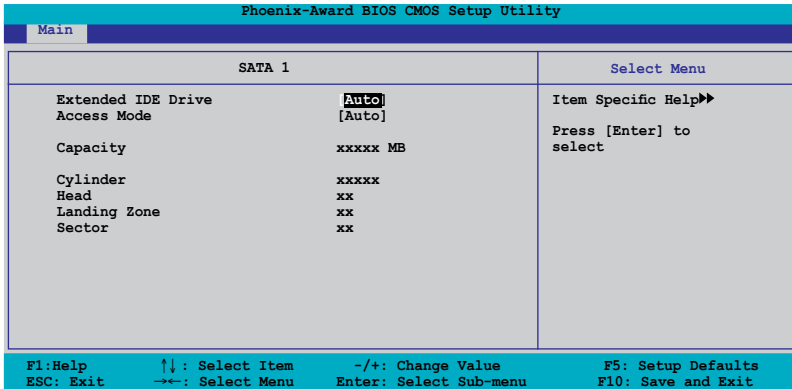 Phoenix-Award BIOS CMOS Setup Utility
Main
SATA 1
Select Menu
Extended IDE Drive [Auto]
Access Mode [Auto]
Capacity xxxxx MB
Cylinder xxxxx
Head xx
Landing Zone xx
Sector xx
Item Specific Help▶▶
Press [Enter] to
select
F1:Help ↑↓ : Select Item -/+: Change Value F5: Setup Defaults
ESC: Exit →←: Select Menu Enter: Select Sub-menu F10: Save and Exit